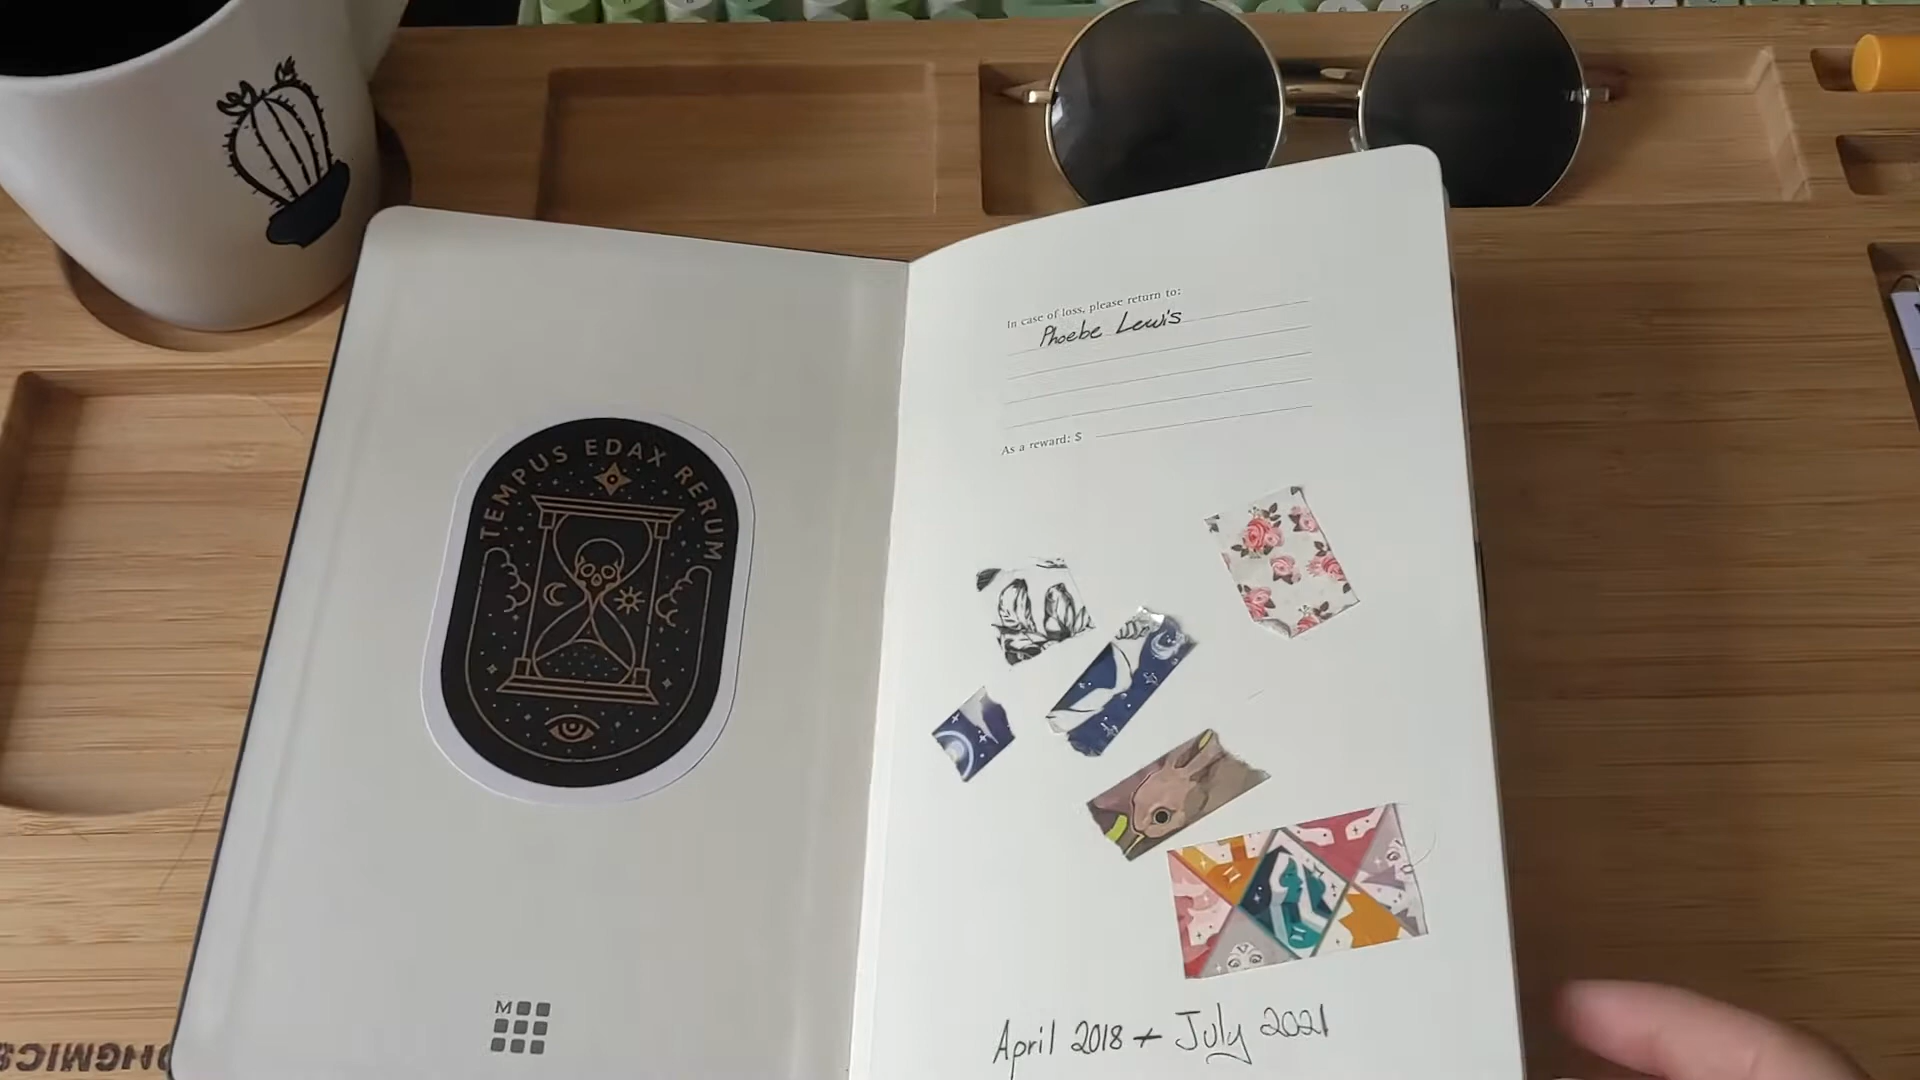 TEMPUS EDAX RERUM
M
In case of loss, please return to:
Phoebe Lewis
As a reward: $
April 2018 + July 2021